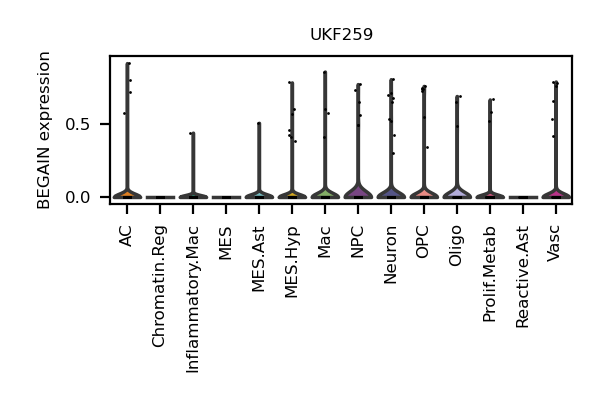 UKF259
BEGAIN expression
0.5
0.0
AC
Chromatin.Reg
Inflammatory.Mac
MES
MES.Ast
MES.Hyp
Mac
NPC
Neuron
OPC
Oligo
Prolif.Metab
Reactive.Ast
Vasc